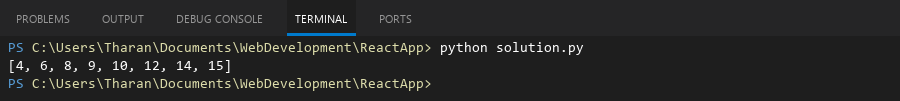 PROBLEMS OUTPUT DEBUG CONSOLE TERMINAL PORTS
PS C:\Users\Tharan\Documents\WebDevelopment\ReactApp> python solution.py
[4, 6, 8, 9, 10, 12, 14, 15]
PS C:\Users\Tharan\Documents\WebDevelopment\ReactApp>